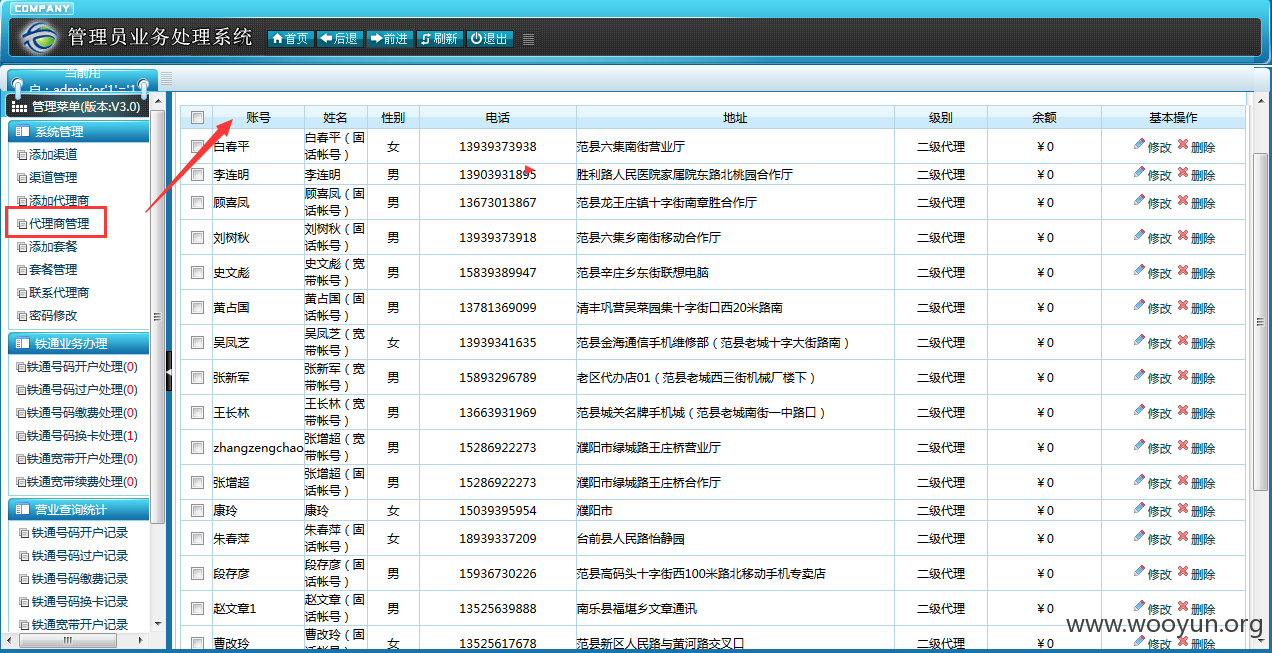 COMPANY
管理员业务处理系统 首页 后退 前进 刷新 退出
当前用
户：admin'or'1'='1
管理菜单(版本:V3.0)
系统管理
添加渠道
渠道管理
添加代理商
代理商管理
添加套餐
套餐管理
联系代理商
密码修改
铁通业务办理
铁通号码开户处理(0)
铁通号码过户处理(0)
铁通号码缴费处理(0)
铁通号码换卡处理(1)
铁通宽带开户处理(0)
铁通宽带续费处理(0)
营业查询统计
铁通号码开户记录
铁通号码过户记录
铁通号码缴费记录
铁通号码换卡记录
铁通宽带开户记录
账号 姓名 性别 电话 地址 级别 余额 基本操作
白春平 白春平（固话帐号） 女 13939373938 范县六集南街营业厅 二级代理 ￥0 修改 删除
李连明 李连明 男 13903931895 胜利路人民医院家属院东路北桃园合作厅 二级代理 ￥0 修改 删除
顾喜凤 顾喜凤（固话帐号） 男 13673013867 范县龙王庄镇十字街南章胜合作厅 二级代理 ￥0 修改 删除
刘树秋 刘树秋（固话帐号） 男 13939373918 范县六集乡南街移动合作厅 二级代理 ￥0 修改 删除
史文彪 史文彪（宽带帐号） 男 15839389947 范县辛庄乡东街联想电脑 二级代理 ￥0 修改 删除
黄占国 黄占国（固话帐号） 男 13781369099 清丰巩营吴菜园集十字街口西20米路南 二级代理 ￥0 修改 删除
吴凤芝 吴凤芝（宽带帐号） 女 13939341635 范县金海通信手机维修部（范县老城十字大街路南） 二级代理 ￥0 修改 删除
张新军 张新军（宽带帐号） 男 15893296789 老区代办店01（范县老城西三街机械厂楼下） 二级代理 ￥0 修改 删除
王长林 王长林（宽带帐号） 男 13663931969 范县城关名牌手机城（范县老城南街一中路口） 二级代理 ￥0 修改 删除
zhangzengchao 张增超（宽带帐号） 男 15286922273 濮阳市绿城路王庄桥营业厅 二级代理 ￥0 修改 删除
张增超 张增超（固话帐号） 男 15286922273 濮阳市绿城路王庄桥合作厅 二级代理 ￥0 修改 删除
康玲 康玲 女 15039395954 濮阳市 二级代理 ￥0 修改 删除
朱春萍 朱春萍（固话帐号） 女 18939337209 台前县人民路怡静园 二级代理 ￥0 修改 删除
段存彦 段存彦（固话帐号） 男 15936730226 范县高码头十字街西100米路北移动手机专卖店 二级代理 ￥0 修改 删除
赵文章1 赵文章（固话帐号） 男 13525639888 南乐县福堪乡文章通讯 二级代理 ￥0 修改 删除
曹改玲 曹改玲（固 女 13525617678 范县新区人民路与黄河路交叉口 二级代理 ￥0 修改 删除
www.wooyun.org